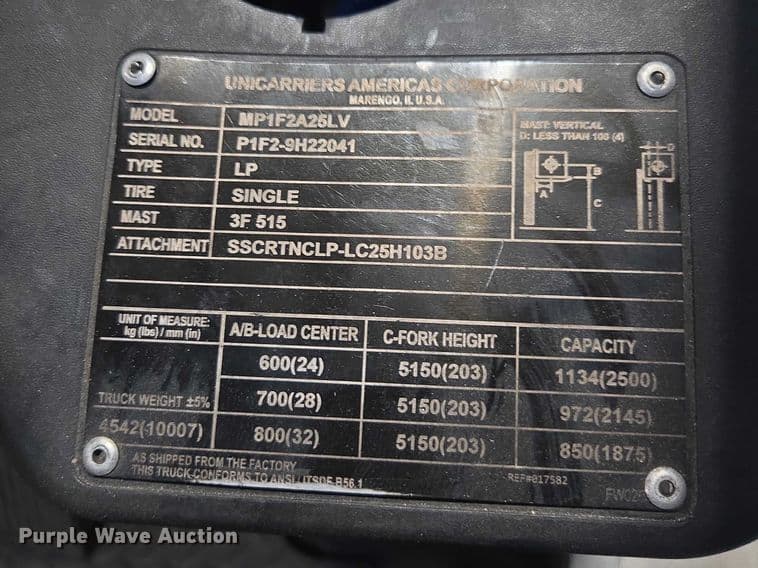 UNICARRIERS AMERICAS CORPORATION
MARENGO, IL U.S.A.
MODEL MP1F2A25LV
SERIAL NO. P1F2-9H22041
TYPE LP
TIRE SINGLE
MAST 3F 515
ATTACHMENT SSCRTNCLP-LC25H103B
MAST: VERTICAL
D: LESS THAN 100 (4)
D
A B
C
UNIT OF MEASURE: kg (lbs) / mm (in) A/B-LOAD CENTER C-FORK HEIGHT CAPACITY
600(24) 5150(203) 1134(2500)
TRUCK WEIGHT ±5% 700(28) 5150(203) 972(2145)
4542(10007) 800(32) 5150(203) 850(1875)
AS SHIPPED FROM THE FACTORY
THIS TRUCK CONFORMS TO ANSI / ITSDF B56.1
REF#017582
Purple Wave Auction